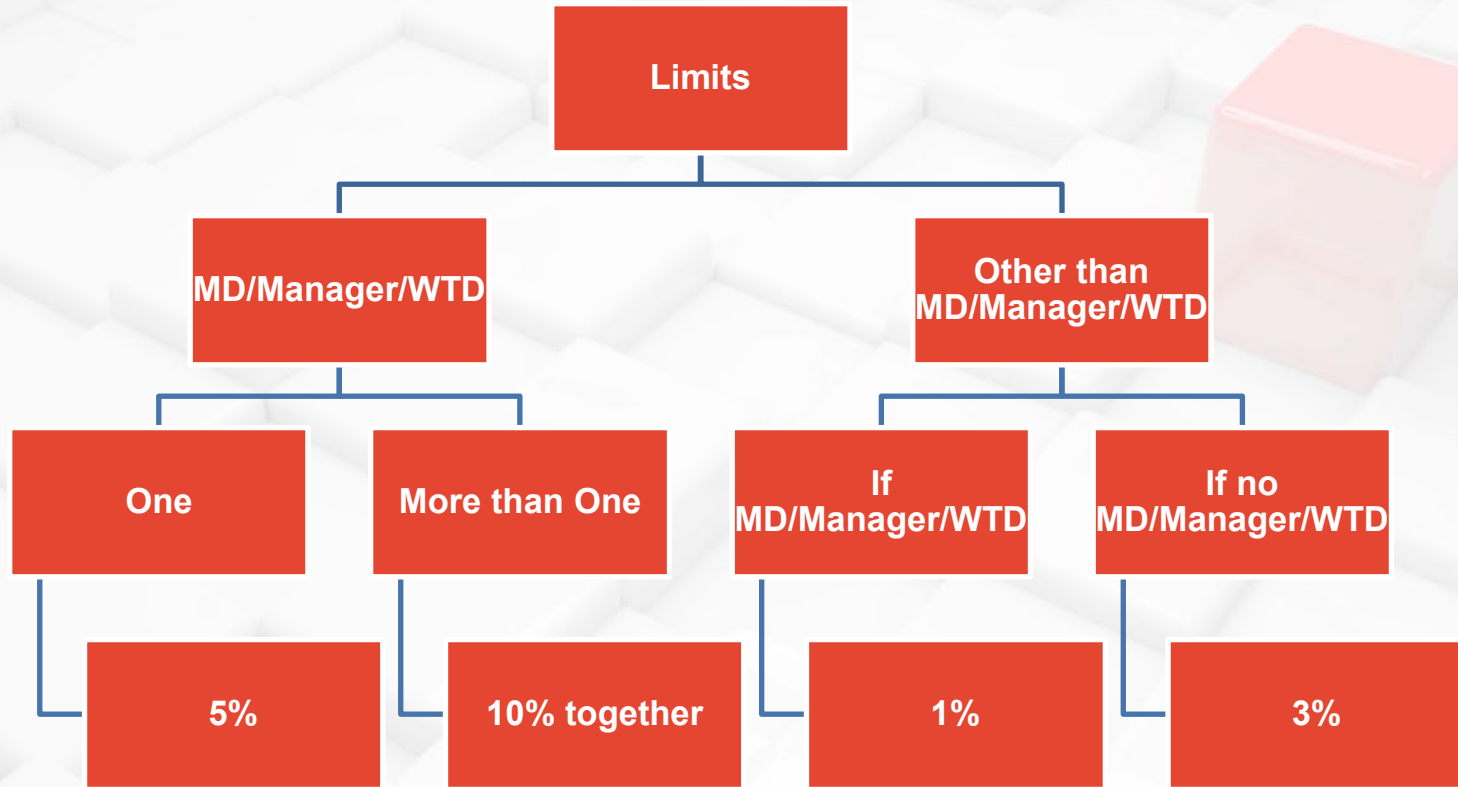 Limits
MD/Manager/WTD
Other than
MD/Manager/WTD
One
More than One
If
MD/Manager/WTD
If no
MD/Manager/WTD
5%
10% together
1%
3%